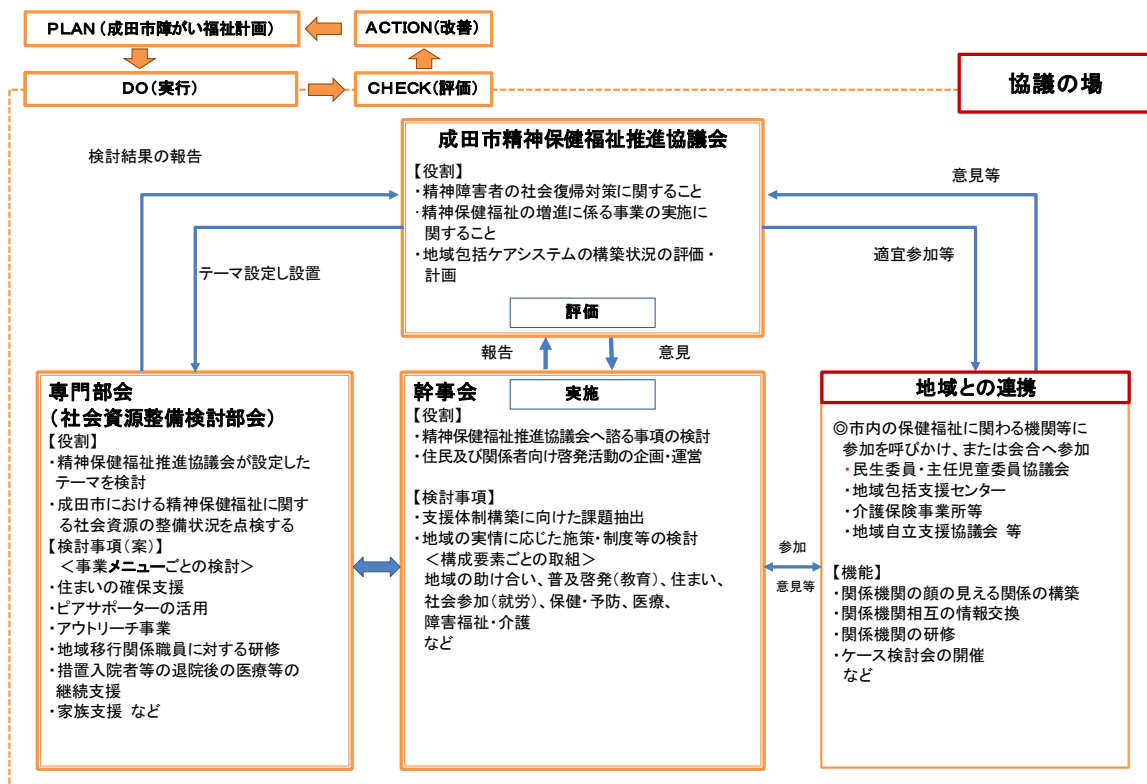 PLAN(成田市障がい福祉計画)
ACTION(改善)
DO(実行)
CHECK(評価)
協議の場
成田市精神保健福祉推進協議会
【役割】
・精神障害者の社会復帰対策に関すること
・精神保健福祉の増進に係る事業の実施に
関すること
・地域包括ケアシステムの構築状況の評価・
計画
評価
検討結果の報告
テーマ設定し設置
意見等
適宜参加等
報告
意見
専門部会
(社会資源整備検討部会)
【役割】
・精神保健福祉推進協議会が設定した
テーマを検討
・成田市における精神保健福祉に関す
る社会資源の整備状況を点検する
【検討事項(案)】
<事業メニューごとの検討>
・住まいの確保支援
・ピアサポーターの活用
・アウトリーチ事業
・地域移行関係職員に対する研修
・措置入院者等の退院後の医療等の
継続支援
・家族支援 など
幹事会
実施
【役割】
・精神保健福祉推進協議会へ諮る事項の検討
・住民及び関係者向け啓発活動の企画・運営
【検討事項】
・支援体制構築に向けた課題抽出
・地域の実情に応じた施策・制度等の検討
<構成要素ごとの取組>
地域の助け合い、普及啓発(教育)、住まい、
社会参加(就労)、保健・予防、医療、
障害福祉・介護
など
参加
意見等
地域との連携
◎市内の保健福祉に関わる機関等に
参加を呼びかけ、または会合へ参加
・民生委員・主任児童委員協議会
・地域包括支援センター
・介護保険事業所等
・地域自立支援協議会 等
【機能】
・関係機関の顔の見える関係の構築
・関係機関相互の情報交換
・関係機関の研修
・ケース検討会の開催
など